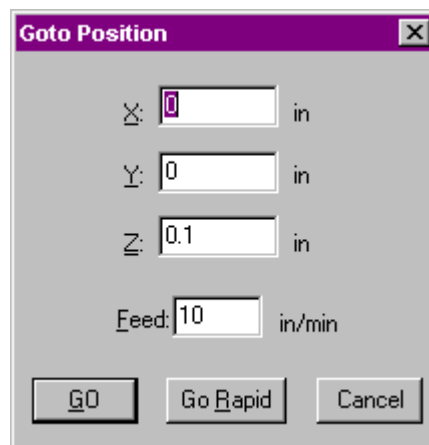 Goto Position
X: 0 in
Y: 0 in
Z: 0.1 in
Feed: 10 in/min
GO Go Rapid Cancel